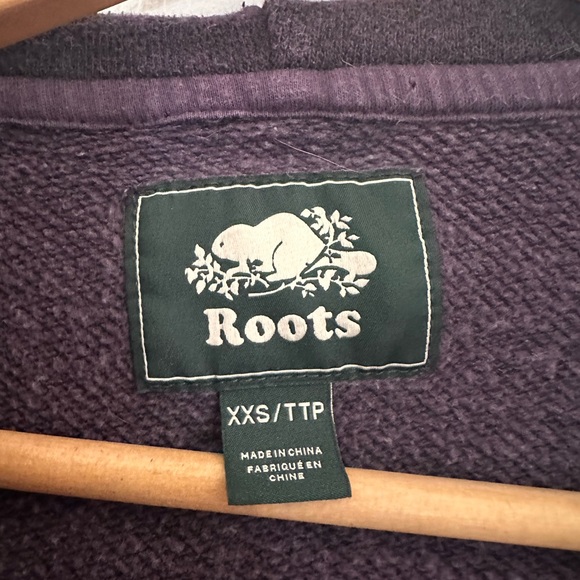 Roots
XXS/TTP
MADE IN CHINA
FABRIQUÉ EN
CHINE